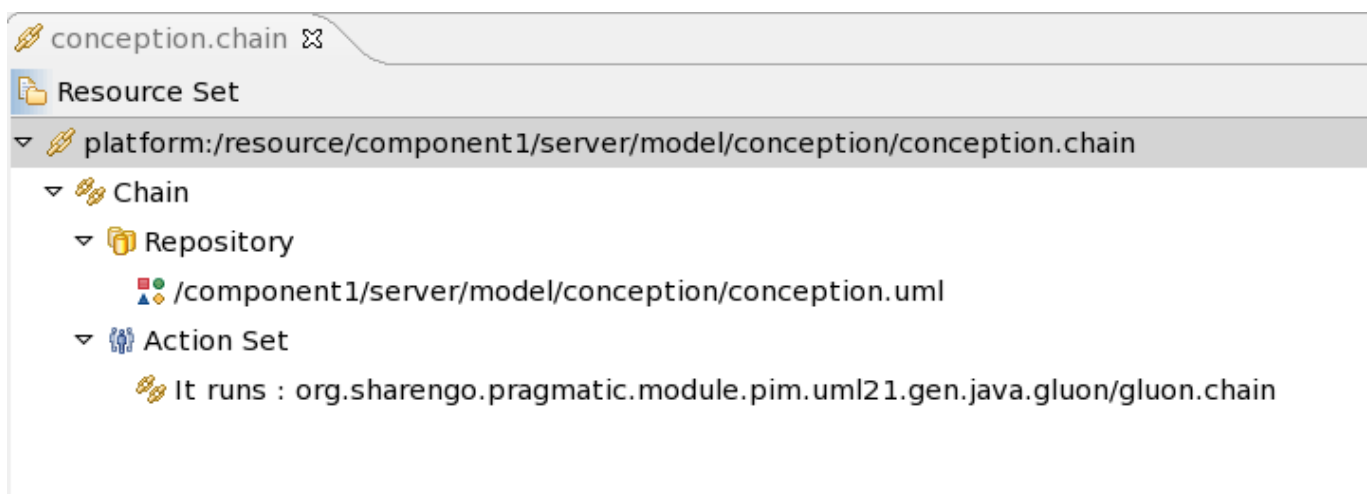 conception.chain
Resource Set
platform:/resource/component1/server/model/conception/conception.chain
Chain
Repository
/component1/server/model/conception/conception.uml
Action Set
It runs : org.sharengo.pragmatic.module.pim.uml21.gen.java.gluon/gluon.chain